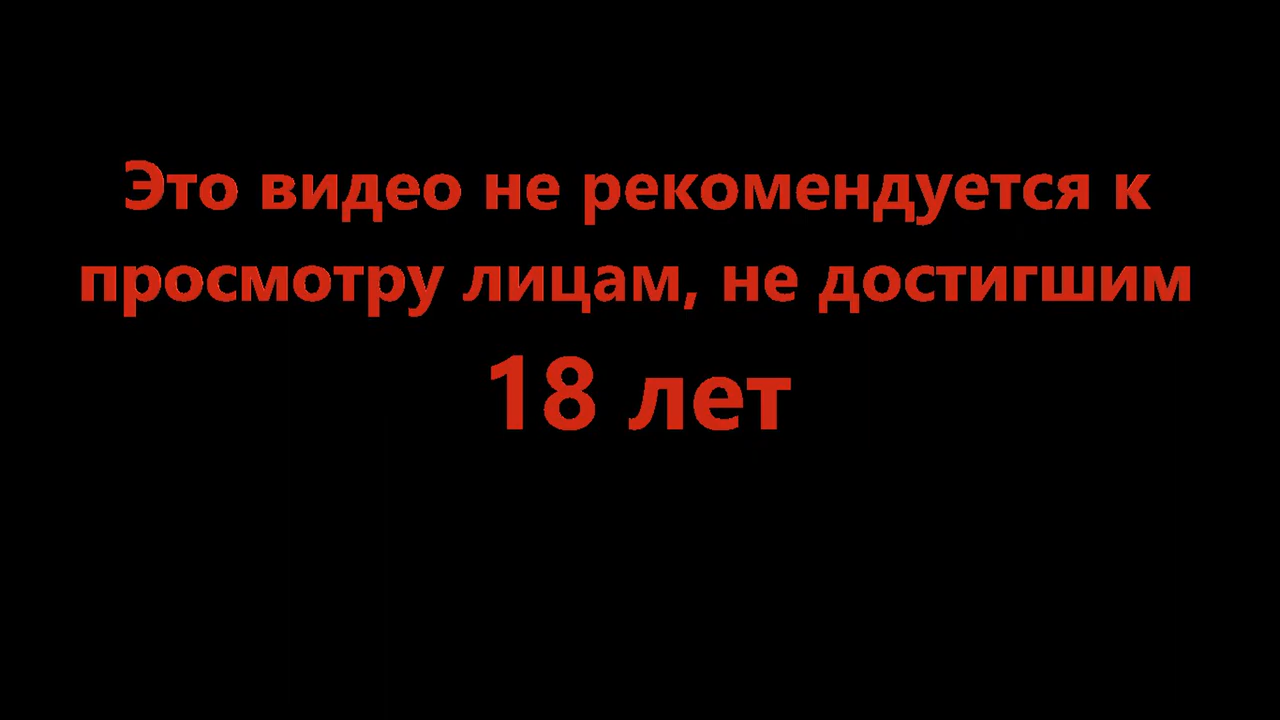 Это видео не рекомендуется к
просмотру лицам, не достигшим
18 лет